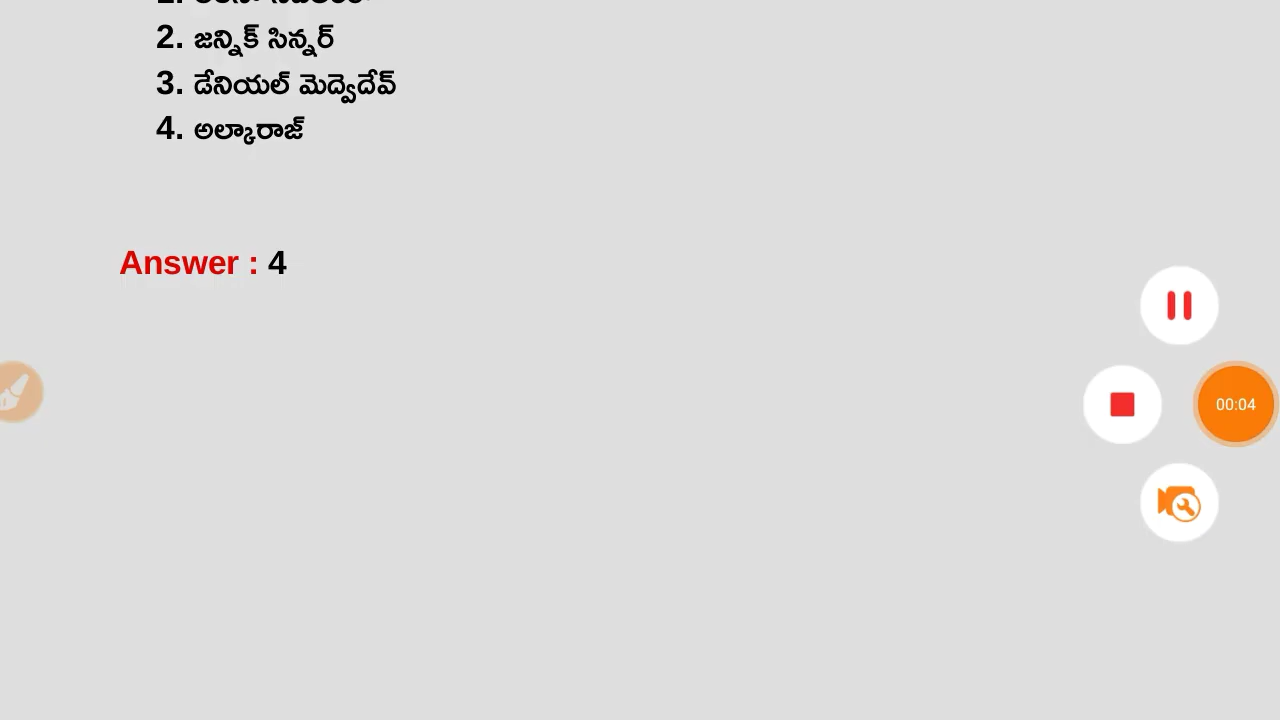 2. జన్నిక్ సిన్నర్
3. డేనియల్ మెద్వెదేవ్
4. అల్కారాజ్
Answer : 4
00:04